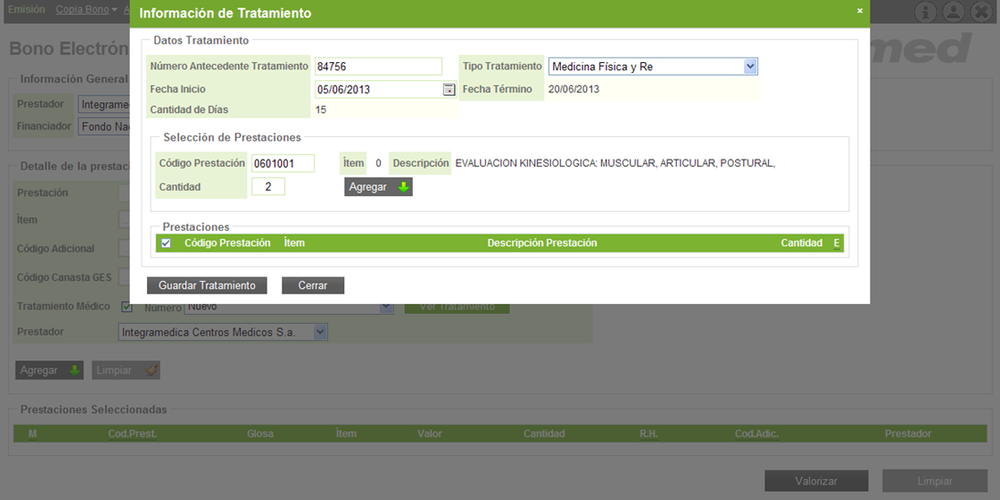 Emisión Copia Bono A
Información de Tratamiento
Bono Electrón
med
Datos Tratamiento
Número Antecedente Tratamiento 84756 Tipo Tratamiento Medicina Física y Re
Fecha Inicio 05/06/2013 Fecha Término 20/06/2013
Cantidad de Días 15
Información General
Prestador Integrame
Financiador Fondo Na
Selección de Prestaciones
Código Prestación 0601001 Ítem 0 Descripción EVALUACION KINESIOLOGICA: MUSCULAR, ARTICULAR, POSTURAL,
Cantidad 2 Agregar
Prestaciones
Código Prestación Ítem Descripción Prestación Cantidad E
Guardar Tratamiento Cerrar
Detalle de la prestaci
Prestación
Ítem
Código Adicional
Código Canasta GES
Tratamiento Médico Número Nuevo Ver Tratamiento
Prestador Integramedica Centros Medicos S.a.
Agregar Limpiar
Prestaciones Seleccionadas
M Cod.Prest. Glosa Ítem Valor Cantidad R.H. Cod.Adic. Prestador
Valorizar Limpiar